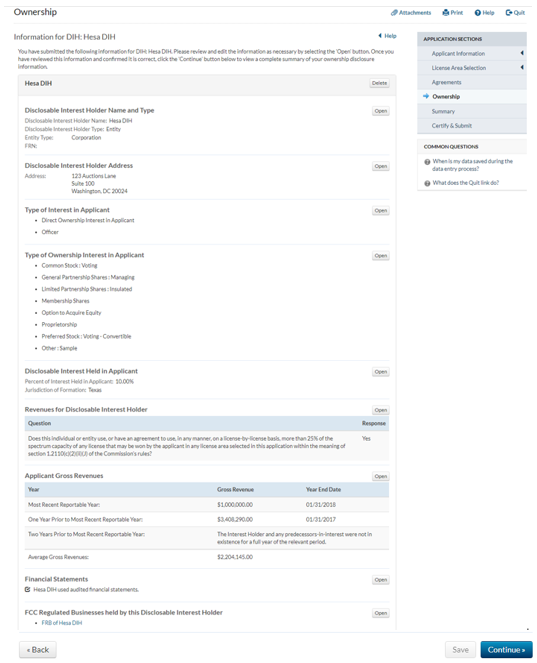 Ownership
Attachments Print Help Quit
Information for DIH: Hesa DIH
Help
You have submitted the following information for DIH: Hesa DIH. Please review and edit the information as necessary by selecting the 'Open' button. Once you
have reviewed this information and confirmed it is correct, click the 'Continue' button below to view a complete summary of your ownership disclosure
information.
Hesa DIH
Delete
Disclosable Interest Holder Name and Type
Open
Disclosable Interest Holder Name: Hesa DIH
Disclosable Interest Holder Type: Entity
Entity Type: Corporation
FRN:
Disclosable Interest Holder Address
Open
Address: 123 Auctions Lane
Suite 100
Washington, DC 20024
Type of Interest in Applicant
Open
• Direct Ownership Interest in Applicant
• Officer
Type of Ownership Interest in Applicant
Open
• Common Stock : Voting
• General Partnership Shares : Managing
• Limited Partnership Shares : Insulated
• Membership Shares
• Option to Acquire Equity
• Proprietorship
• Preferred Stock : Voting - Convertible
• Other : Sample
Disclosable Interest Held in Applicant
Open
Percent of Interest Held in Applicant: 10.00%
Jurisdiction of Formation: Texas
Revenues for Disclosable Interest Holder
Open
Question Response
Does this individual or entity use, or have an agreement to use, in any manner, on a license-by-license basis, more than 25% of the Yes
spectrum capacity of any license that may be won by the applicant in any license area selected in this application within the meaning of
section 1.2110(c)(2)(ii)(J) of the Commission's rules?
Applicant Gross Revenues
Open
Year Gross Revenue Year End Date
Most Recent Reportable Year: $1,000,000.00 01/31/2018
One Year Prior to Most Recent Reportable Year: $3,408,290.00 01/31/2017
Two Years Prior to Most Recent Reportable Year: The Interest Holder and any predecessors-in-interest were not in
existence for a full year of the relevant period.
Average Gross Revenues: $2,204,145.00
Financial Statements
Open
Hesa DIH used audited financial statements.
FCC Regulated Businesses held by this Disclosable Interest Holder
Open
• FRB of Hesa DIH
« Back
Save
Continue »
APPLICATION SECTIONS
Applicant Information
License Area Selection
Agreements
Ownership
Summary
Certify & Submit
COMMON QUESTIONS
When is my data saved during the
data entry process?
What does the Quit link do?